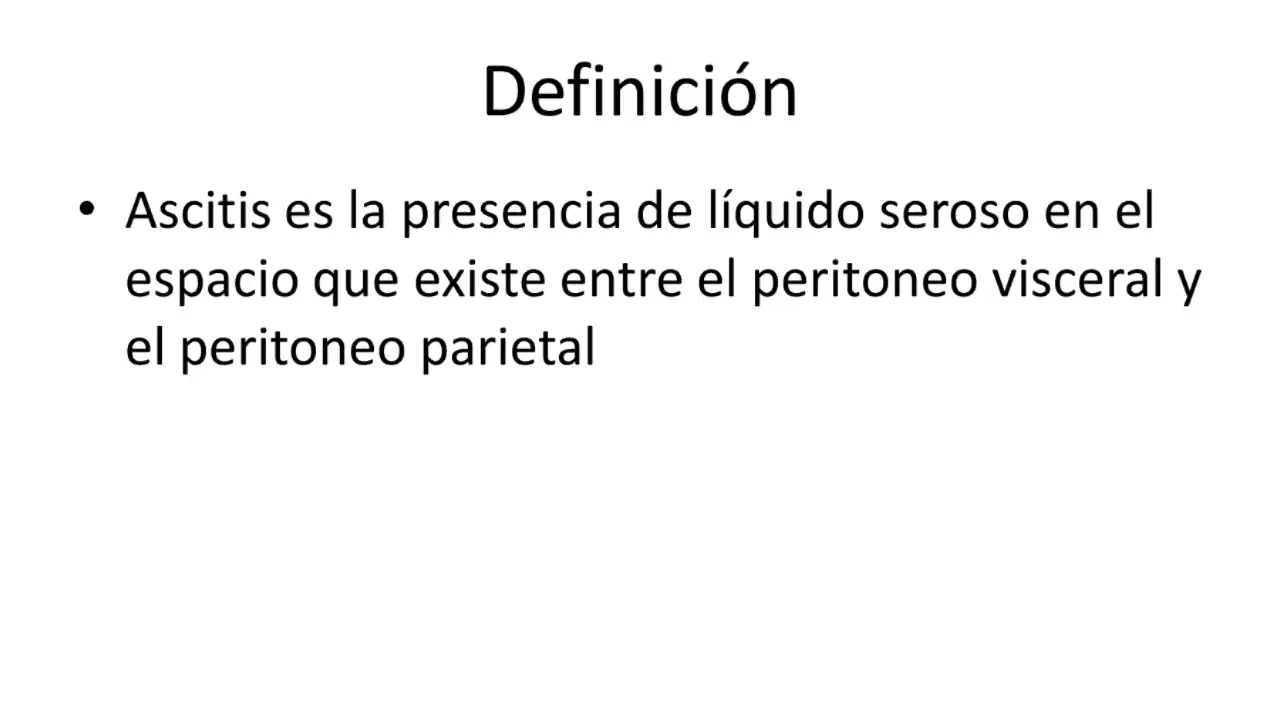 Definición
• Ascitis es la presencia de líquido seroso en el
espacio que existe entre el peritoneo visceral y
el peritoneo parietal